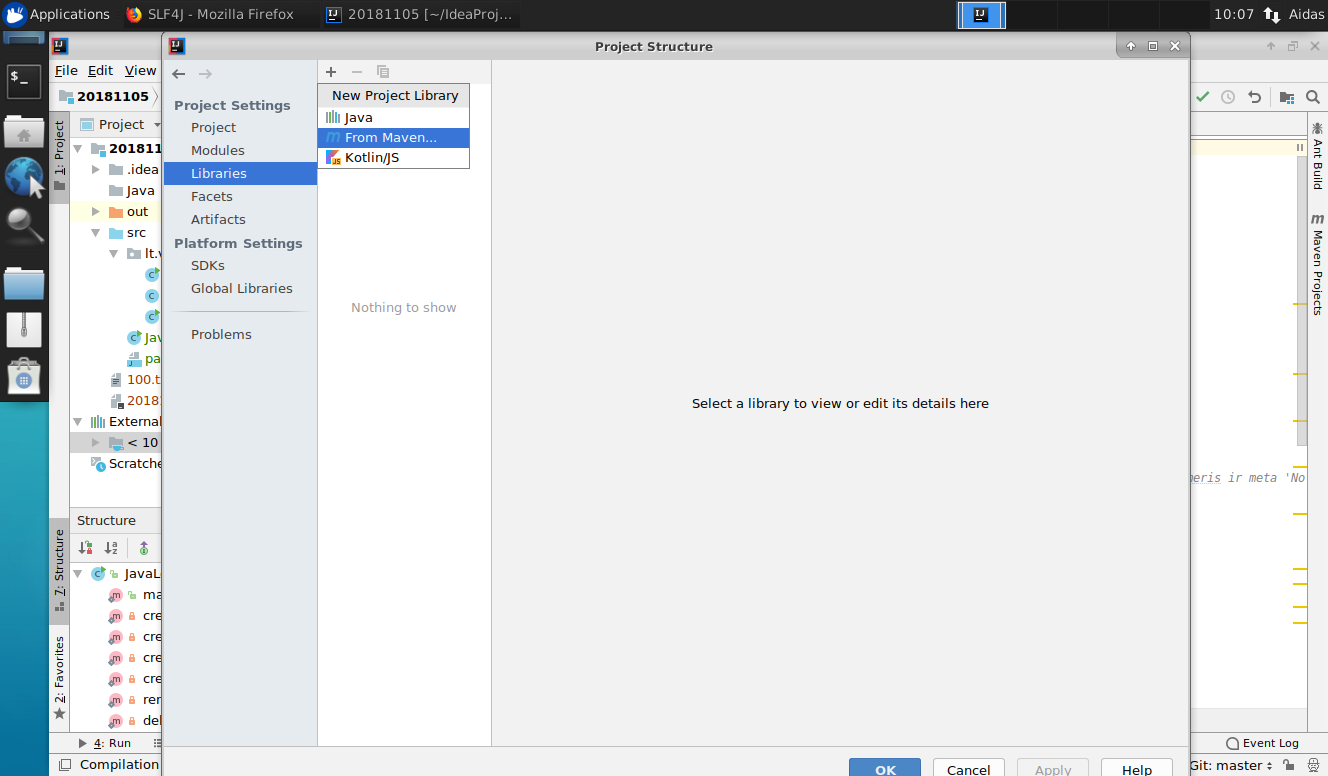 Applications
SLF4J - Mozilla Firefox
20181105 [~/IdeaProj...
10:07
Aidas
Project Structure
File Edit View
20181105
Project
1: Project
20181
.idea
Java
out
src
lt.v
Jav
pa
100.t
2018
External
< 10
Scratche
Structure
7: Structure
JavaL
ma
cre
cre
cre
cre
ren
del
2: Favorites
4: Run
Compilation
Project Settings
Project
Modules
Libraries
Facets
Artifacts
Platform Settings
SDKs
Global Libraries
Problems
New Project Library
Java
From Maven...
Kotlin/JS
Nothing to show
Select a library to view or edit its details here
OK
Cancel
Apply
Help
Ant Build
Maven Projects
meris ir meta 'No
Event Log
Git: master